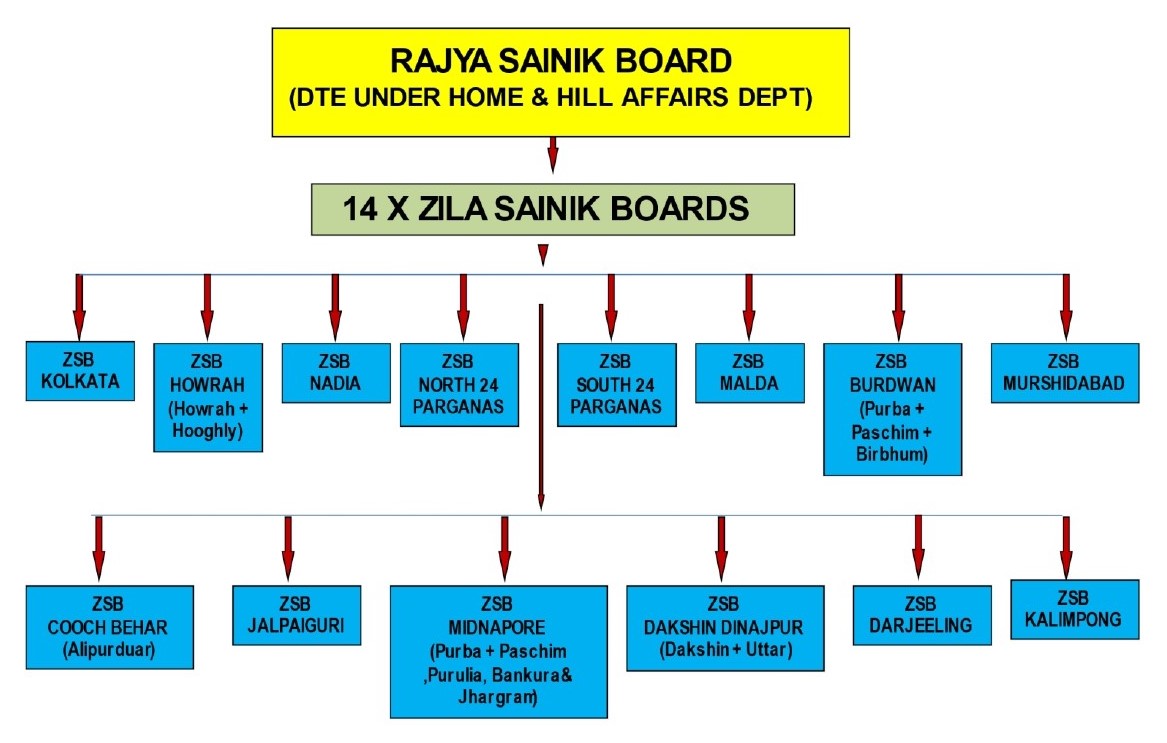 RAJYA SAINIK BOARD
(DTE UNDER HOME & HILL AFFAIRS DEPT)
14 X ZILA SAINIK BOARDS
ZSB
KOLKATA
ZSB
HOWRAH
(Howrah +
Hooghly)
ZSB
NADIA
ZSB
NORTH 24
PARGANAS
ZSB
SOUTH 24
PARGANAS
ZSB
MALDA
ZSB
BURDWAN
(Purba +
Paschim +
Birbhum)
ZSB
MURSHIDABAD
ZSB
COOCH BEHAR
(Alipurduar)
ZSB
JALPAIGURI
ZSB
MIDNAPORE
(Purba + Paschim
,Purulia, Bankura &
Jhargram)
ZSB
DAKSHIN DINAJPUR
(Dakshin + Uttar)
ZSB
DARJEELING
ZSB
KALIMPONG